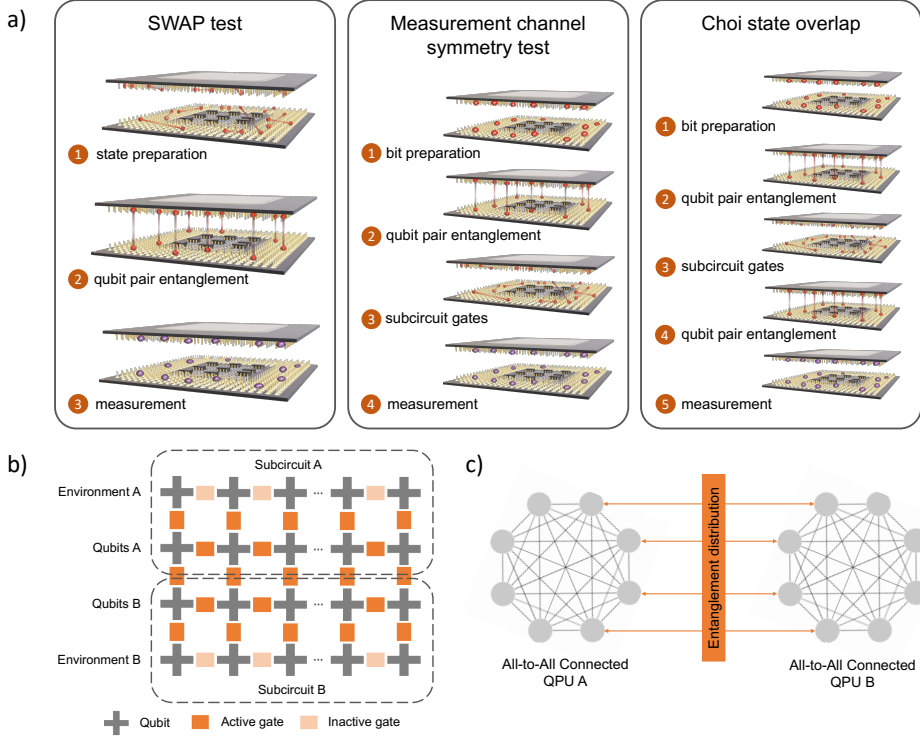 a)
SWAP test
1 state preparation
2 qubit pair entanglement
3 measurement
Measurement channel
symmetry test
1 bit preparation
2 qubit pair entanglement
3 subcircuit gates
4 measurement
Choi state overlap
1 bit preparation
2 qubit pair entanglement
3 subcircuit gates
4 qubit pair entanglement
5 measurement
b)
Subcircuit A
Environment A
...
Qubits A
...
Qubits B
...
Environment B
...
Subcircuit B
Qubit
Active gate
Inactive gate
c)
Entanglement distribution
All-to-All Connected
QPU A
All-to-All Connected
QPU B